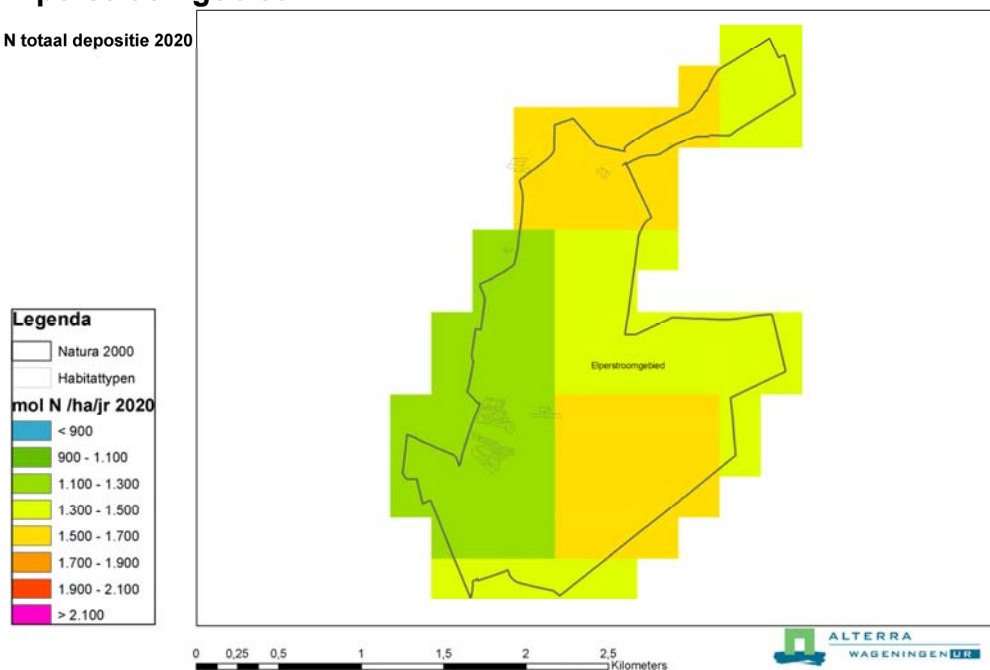 N totaal depositie 2020
Elperstroomgebied
Legenda
Natura 2000
Habitattypen
mol N /ha/jr 2020
< 900
900 - 1.100
1.100 - 1.300
1.300 - 1.500
1.500 - 1.700
1.700 - 1.900
1.900 - 2.100
> 2.100
0 0,25 0,5 1 1,5 2 2,5
Kilometers
ALTERRA
WAGENINGEN UR